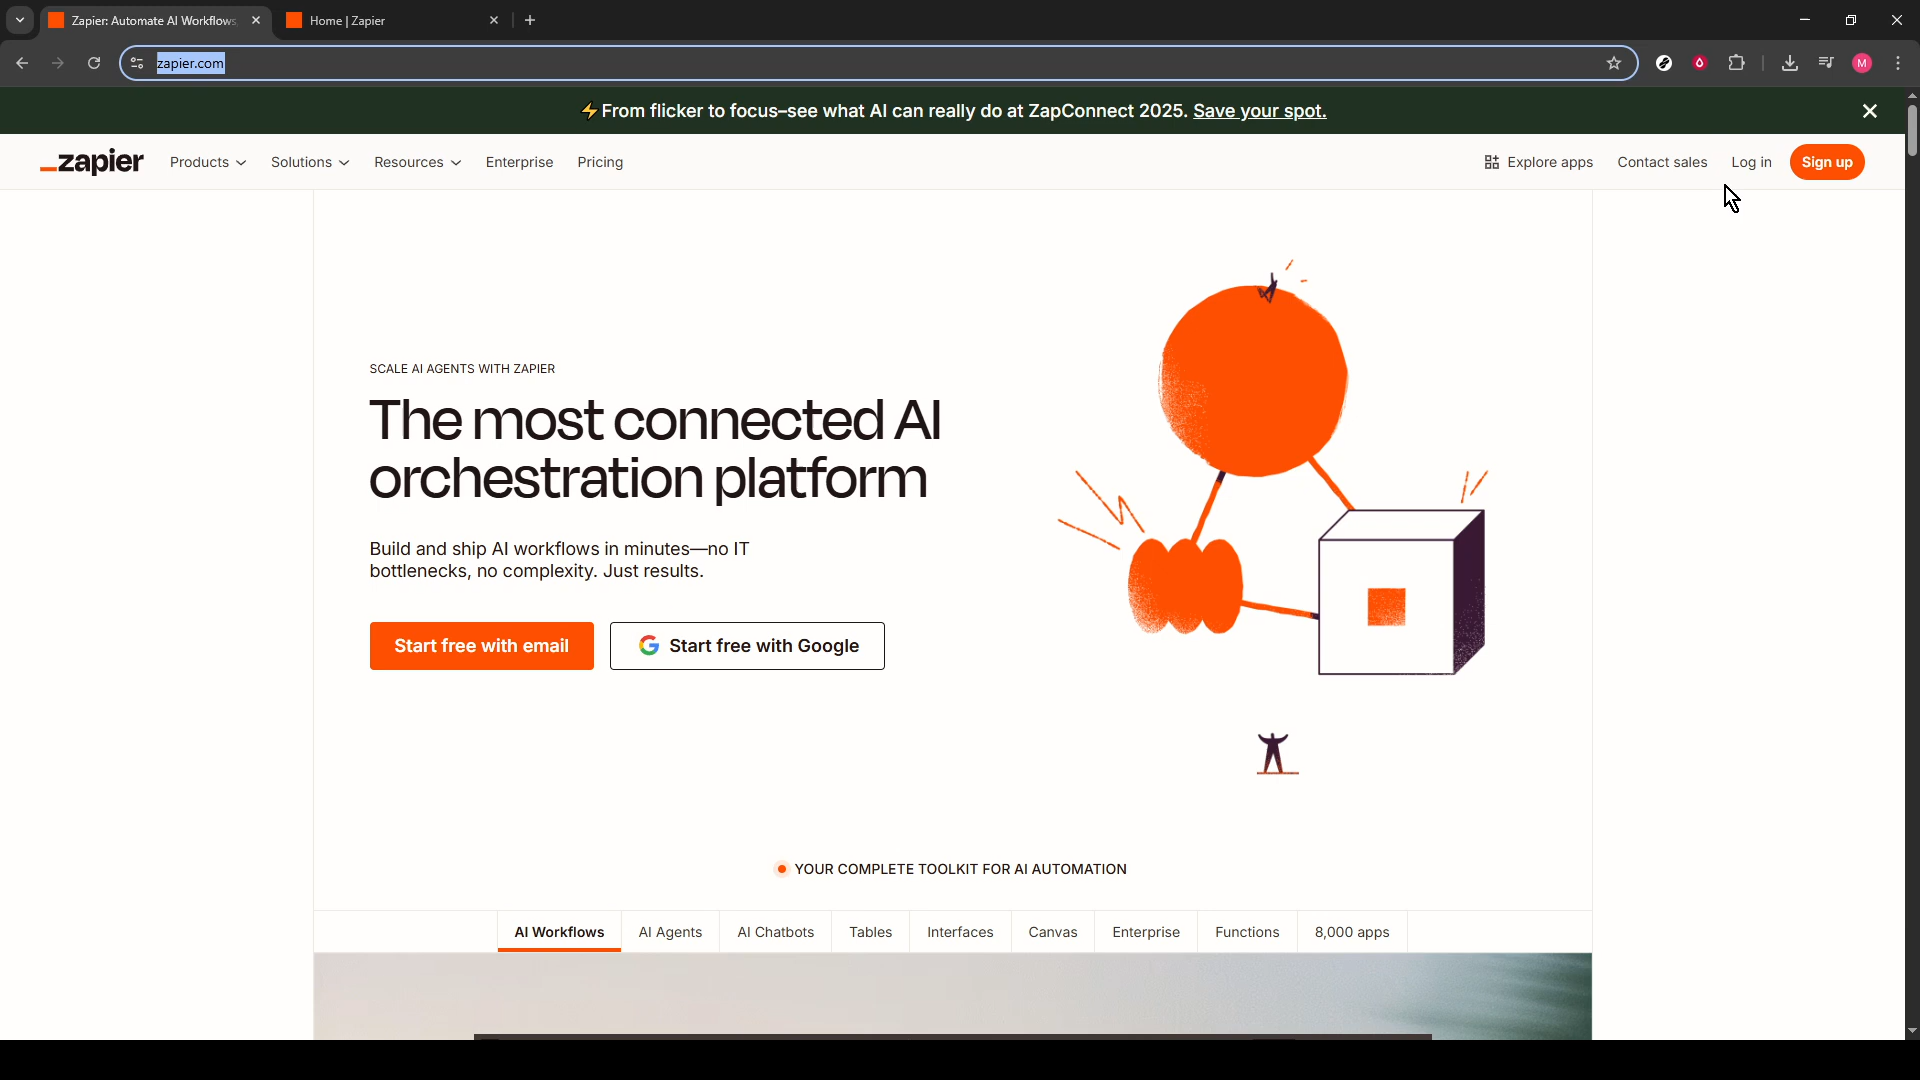 Zapier: Automate AI Workflows,
Home | Zapier
zapier.com
M
⚡From flicker to focus–see what AI can really do at ZapConnect 2025. Save your spot.
_zapier
Products
Solutions
Resources
Enterprise
Pricing
Explore apps
Contact sales
Log in
Sign up
SCALE AI AGENTS WITH ZAPIER
The most connected AI
orchestration platform
Build and ship AI workflows in minutes—no IT
bottlenecks, no complexity. Just results.
Start free with email
Start free with Google
YOUR COMPLETE TOOLKIT FOR AI AUTOMATION
AI Workflows
AI Agents
AI Chatbots
Tables
Interfaces
Canvas
Enterprise
Functions
8,000 apps